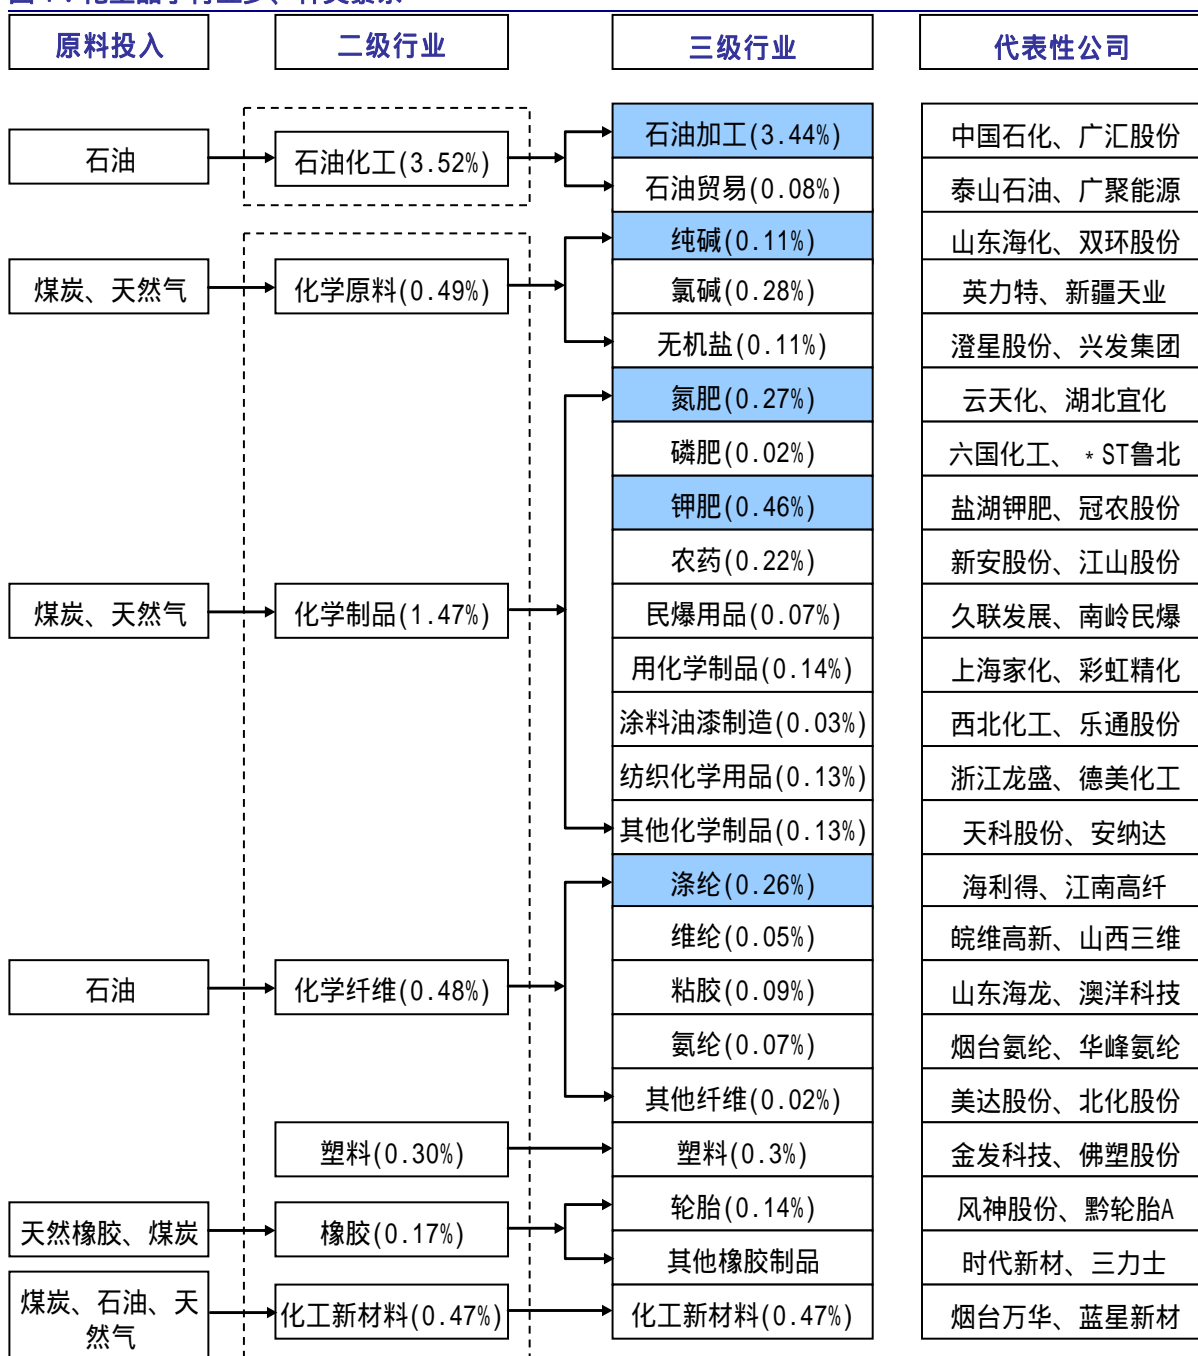 原料投入
二级行业
三级行业
代表性公司
石油
石油化工(3.52%)
石油加工(3.44%)
中国石化、广汇股份
石油贸易(0.08%)
泰山石油、广聚能源
煤炭、天然气
化学原料(0.49%)
纯碱(0.11%)
山东海化、双环股份
氯碱(0.28%)
英力特、新疆天业
无机盐(0.11%)
澄星股份、兴发集团
煤炭、天然气
化学制品(1.47%)
氮肥(0.27%)
云天化、湖北宜化
磷肥(0.02%)
六国化工、*ST鲁北
钾肥(0.46%)
盐湖钾肥、冠农股份
农药(0.22%)
新安股份、江山股份
民爆用品(0.07%)
久联发展、南岭民爆
用化学制品(0.14%)
上海家化、彩虹精化
涂料油漆制造(0.03%)
西北化工、乐通股份
纺织化学用品(0.13%)
浙江龙盛、德美化工
其他化学制品(0.13%)
天科股份、安纳达
石油
化学纤维(0.48%)
涤纶(0.26%)
海利得、江南高纤
维纶(0.05%)
皖维高新、山西三维
粘胶(0.09%)
山东海龙、澳洋科技
氨纶(0.07%)
烟台氨纶、华峰氨纶
其他纤维(0.02%)
美达股份、北化股份
塑料(0.30%)
塑料(0.3%)
金发科技、佛塑股份
天然橡胶、煤炭
橡胶(0.17%)
轮胎(0.14%)
风神股份、黔轮胎A
其他橡胶制品
时代新材、三力士
煤炭、石油、天
然气
化工新材料(0.47%)
化工新材料(0.47%)
烟台万华、蓝星新材